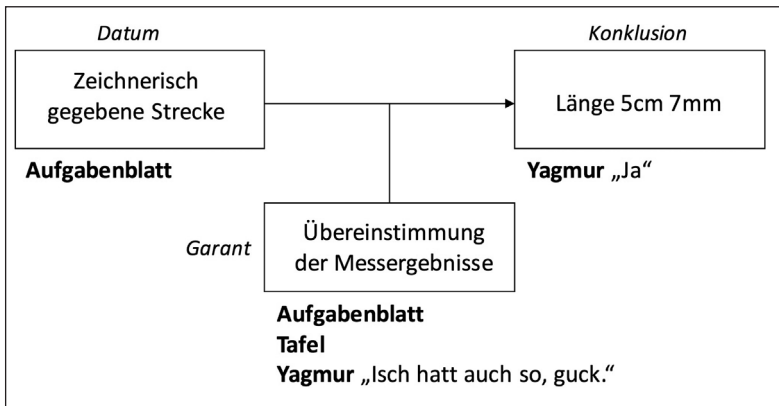 Datum
Konklusion
Zeichnerisch
gegebene Strecke
Länge 5cm 7mm
Aufgabenblatt
Yagmur „Ja“
Garant
Übereinstimmung
der Messergebnisse
Aufgabenblatt
Tafel
Yagmur „Isch hatt auch so, guck.“